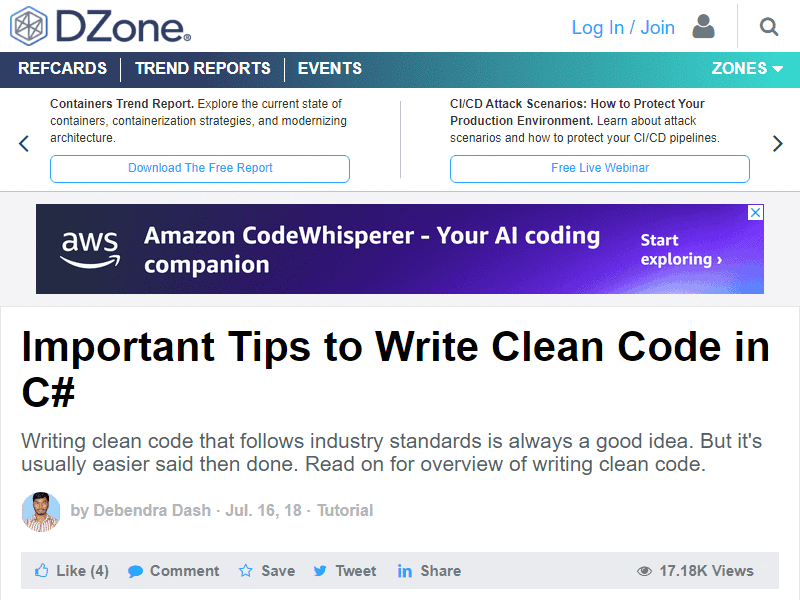 DZone®
Log In / Join
REFCARDS TREND REPORTS EVENTS ZONES
Containers Trend Report. Explore the current state of
containers, containerization strategies, and modernizing
architecture.
Download The Free Report
CI/CD Attack Scenarios: How to Protect Your
Production Environment. Learn about attack
scenarios and how to protect your CI/CD pipelines.
Free Live Webinar
aws
Amazon CodeWhisperer - Your AI coding
companion
Start
exploring ›
Important Tips to Write Clean Code in
C#
Writing clean code that follows industry standards is always a good idea. But it's
usually easier said then done. Read on for overview of writing clean code.
by Debendra Dash · Jul. 16, 18 · Tutorial
Like (4) Comment Save Tweet Share 17.18K Views